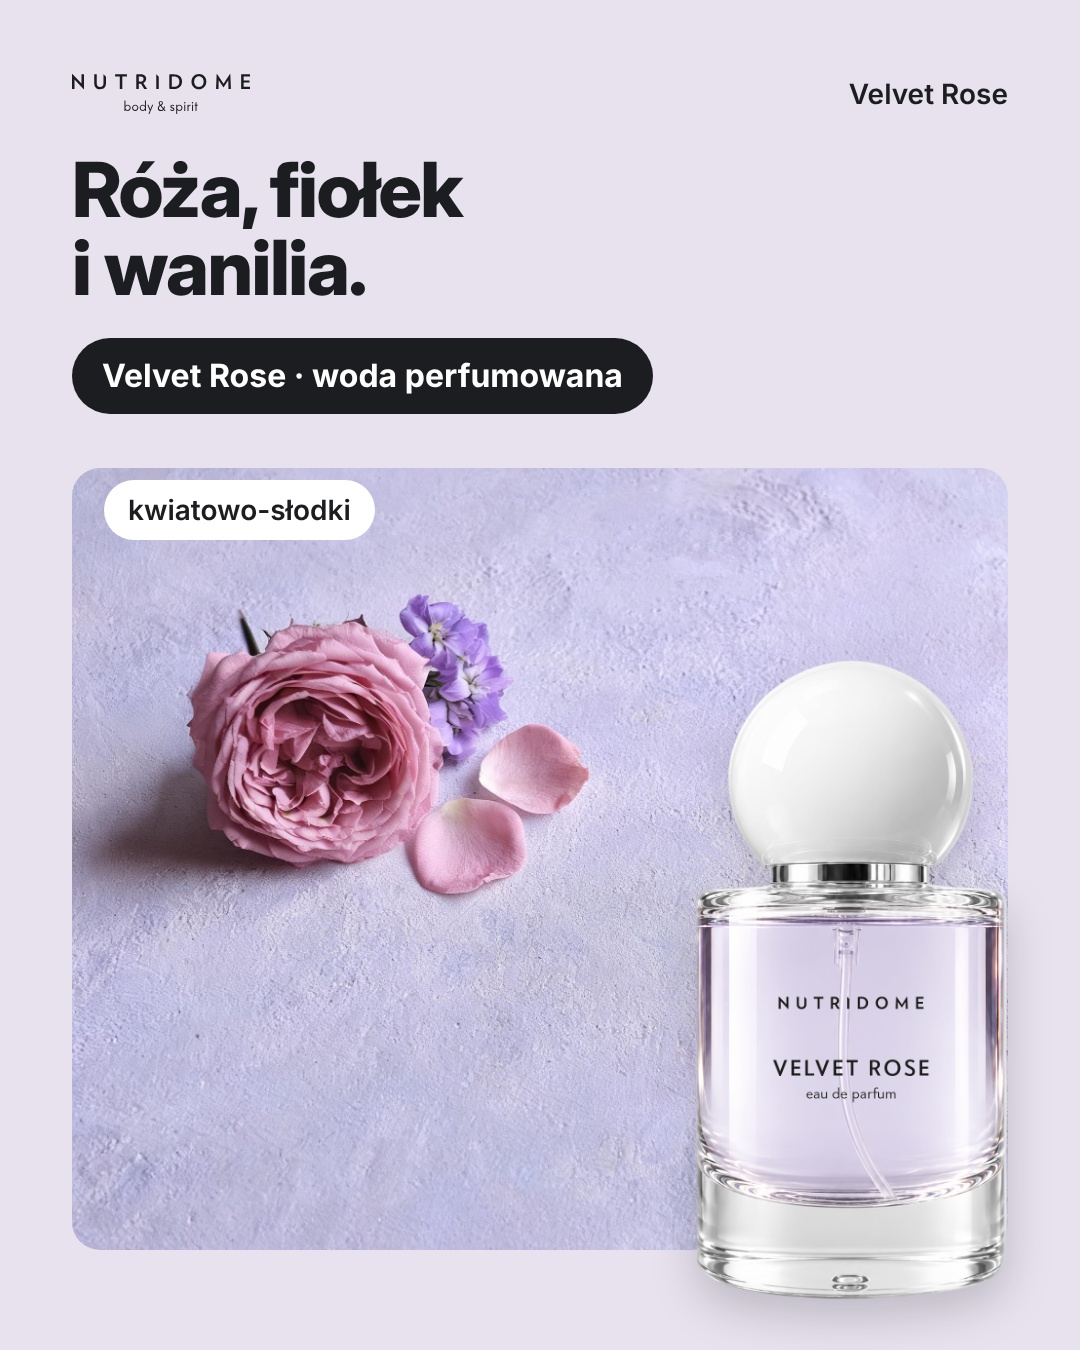 NUTRIDOME
body & spirit
Velvet Rose
Róża, fiołek
i wanilia.
Velvet Rose · woda perfumowana
kwiatowo-słodki
NUTRIDOME
VELVET ROSE
eau de parfum